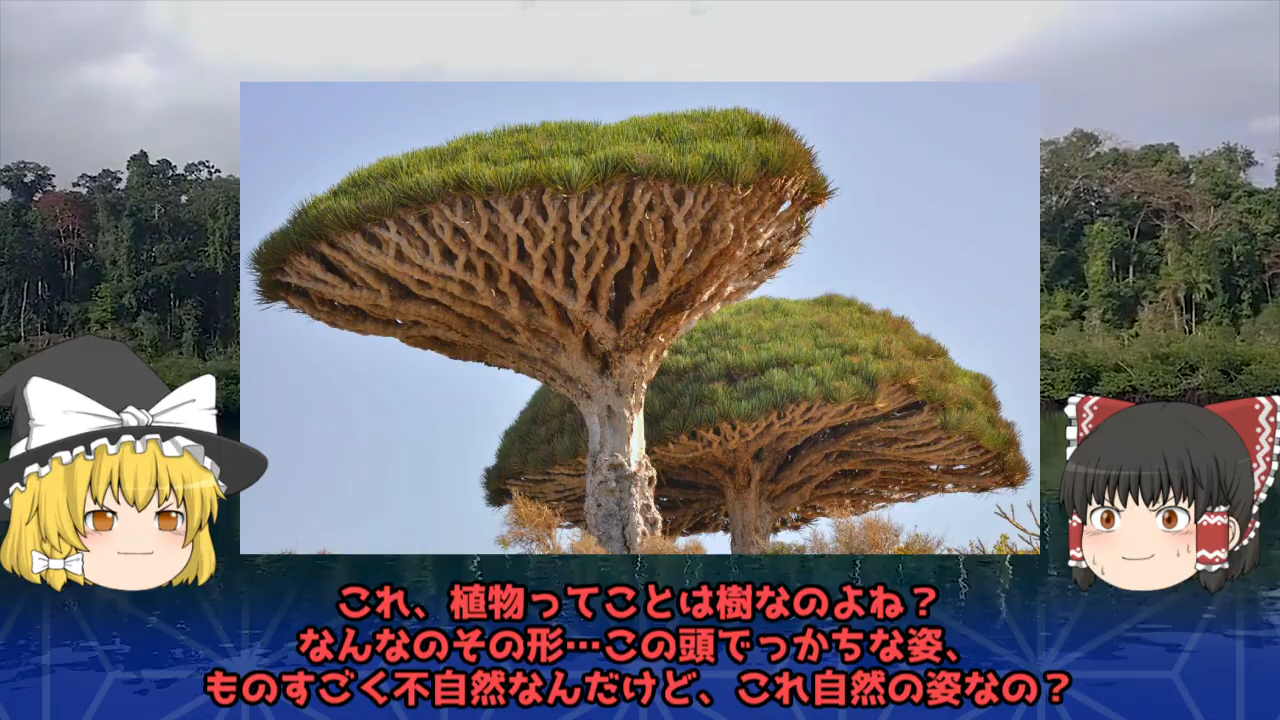 これ、植物ってことは樹なのよね？
なんなのその形…この頭でっかちな姿、
ものすごく不自然なんだけど、これ自然の姿なの？